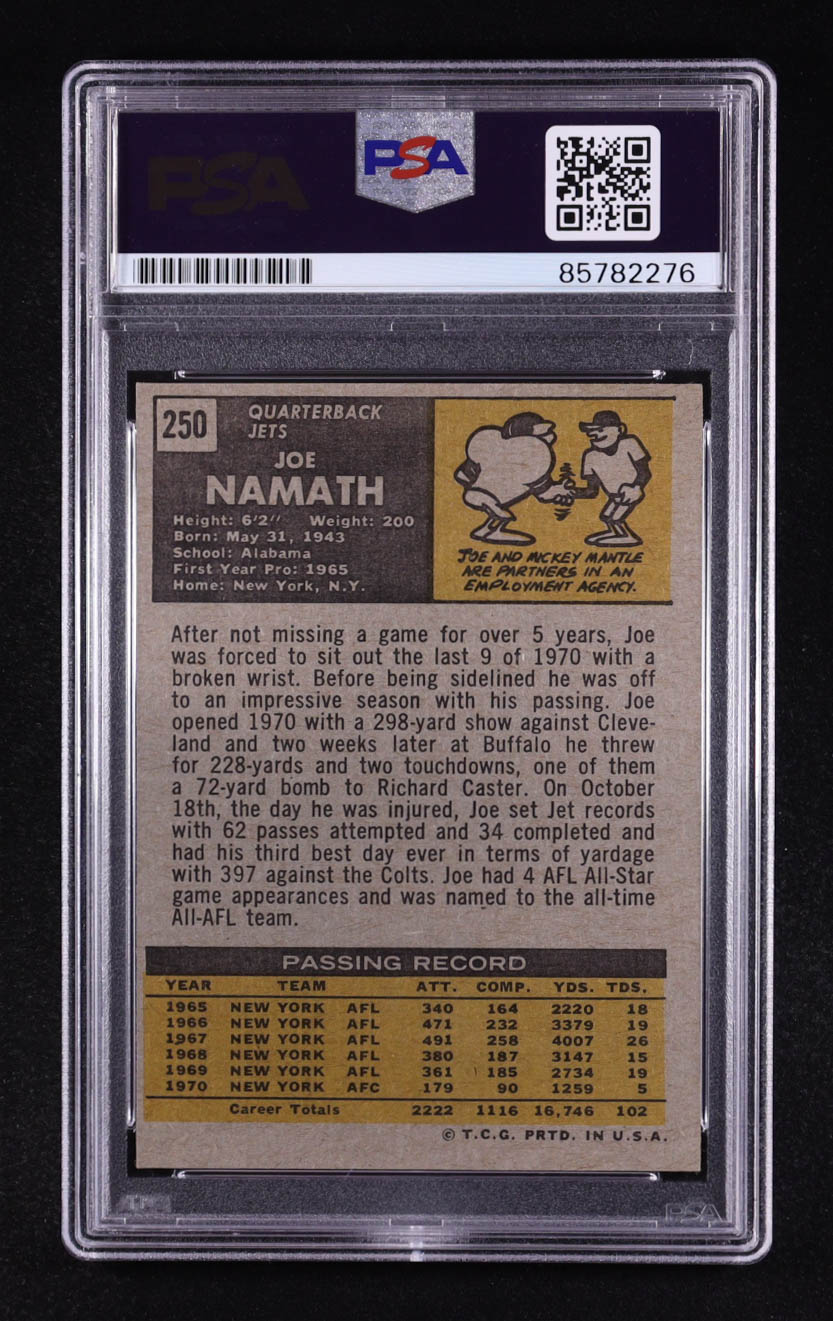 PSA
PSA
85782276
250
QUARTERBACK
JETS
JOE
NAMATH
Height: 6'2'' Weight: 200
Born: May 31, 1943
School: Alabama
First Year Pro: 1965
Home: New York, N.Y.
JOE AND MICKEY MANTLE
ARE PARTNERS IN AN
EMPLOYMENT AGENCY.
After not missing a game for over 5 years, Joe
was forced to sit out the last 9 of 1970 with a
broken wrist. Before being sidelined he was off
to an impressive season with his passing. Joe
opened 1970 with a 298-yard show against Cleve-
land and two weeks later at Buffalo he threw
for 228-yards and two touchdowns, one of them
a 72-yard bomb to Richard Caster. On October
18th, the day he was injured, Joe set Jet records
with 62 passes attempted and 34 completed and
had his third best day ever in terms of yardage
with 397 against the Colts. Joe had 4 AFL All-Star
game appearances and was named to the all-time
All-AFL team.
PASSING RECORD
YEAR TEAM ATT. COMP. YDS. TDS.
1965 NEW YORK AFL 340 164 2220 18
1966 NEW YORK AFL 471 232 3379 19
1967 NEW YORK AFL 491 258 4007 26
1968 NEW YORK AFL 380 187 3147 15
1969 NEW YORK AFL 361 185 2734 19
1970 NEW YORK AFC 179 90 1259 5
Career Totals 2222 1116 16,746 102
© T.C.G. PRTD. IN U.S.A.
PSA